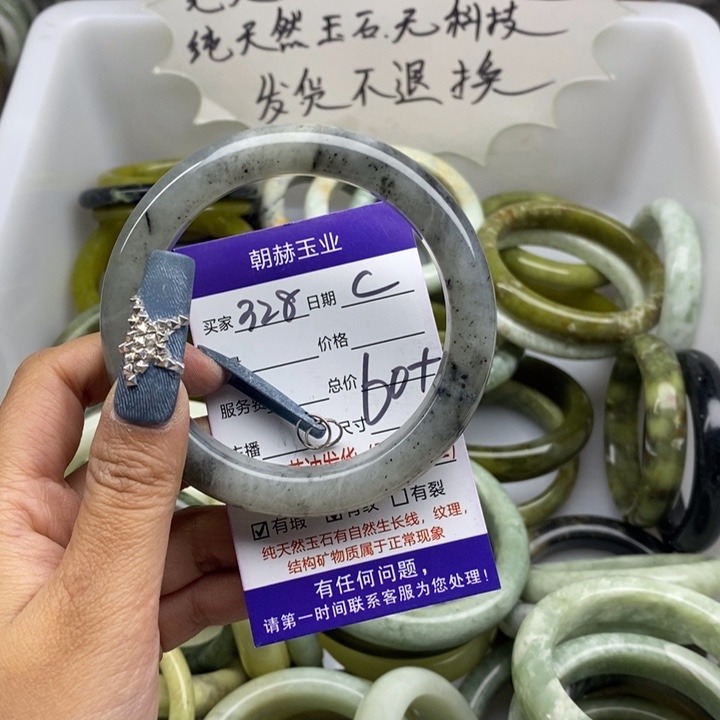 纯天然玉石.无科技
发货不退换
朝赫玉业
买家 328 日期 C
价格
总价 60+
服务费
尺寸
主播
☑有瑕 ☑有纹 ☐有裂
纯天然玉石有自然生长线，纹理，
结构矿物质属于正常现象
有任何问题，
请第一时间联系客服为您处理！